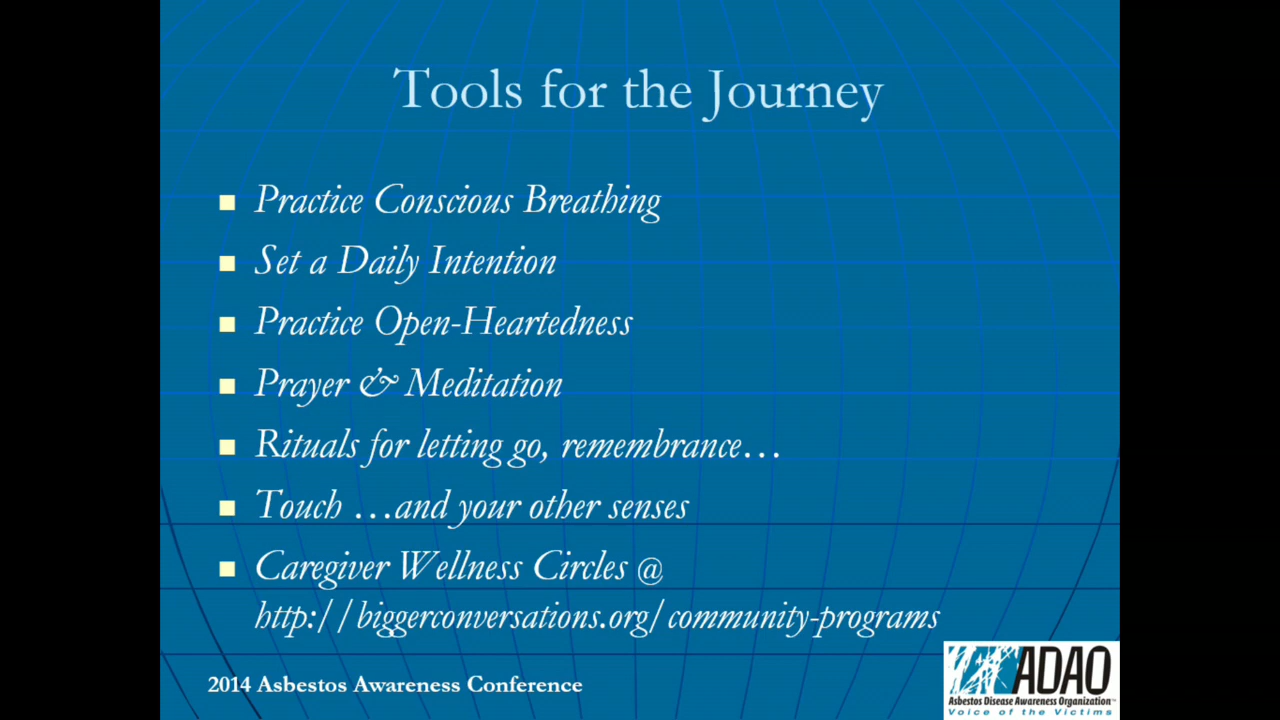 Tools for the Journey
Practice Conscious Breathing
Set a Daily Intention
Practice Open-Heartedness
Prayer & Meditation
Rituals for letting go, remembrance…
Touch …and your other senses
Caregiver Wellness Circles @
http://biggerconversations.org/community-programs
2014 Asbestos Awareness Conference
ADAO
Asbestos Disease Awareness Organization™
Voice of the Victims